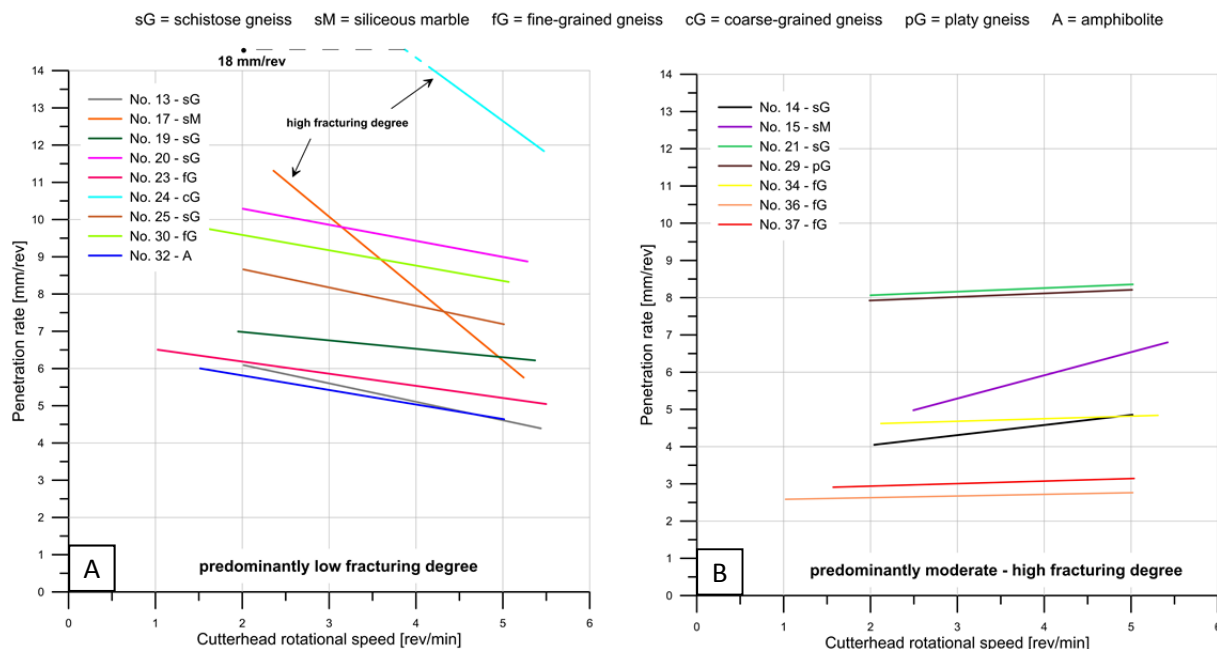 sG = schistose gneiss sM = siliceous marble fG = fine-grained gneiss cG = coarse-grained gneiss pG = platy gneiss A = amphibolite
18 mm/rev
high fracturing degree
No. 13 - sG
No. 17 - sM
No. 19 - sG
No. 20 - sG
No. 23 - fG
No. 24 - cG
No. 25 - sG
No. 30 - fG
No. 32 - A
Penetration rate [mm/rev]
14
13
12
11
10
9
8
7
6
5
4
3
2
1
0
A
predominantly low fracturing degree
0 1 2 3 4 5 6
Cutterhead rotational speed [rev/min]
No. 14 - sG
No. 15 - sM
No. 21 - sG
No. 29 - pG
No. 34 - fG
No. 36 - fG
No. 37 - fG
Penetration rate [mm/rev]
14
13
12
11
10
9
8
7
6
5
4
3
2
1
0
B
predominantly moderate - high fracturing degree
0 1 2 3 4 5 6
Cutterhead rotational speed [rev/min]